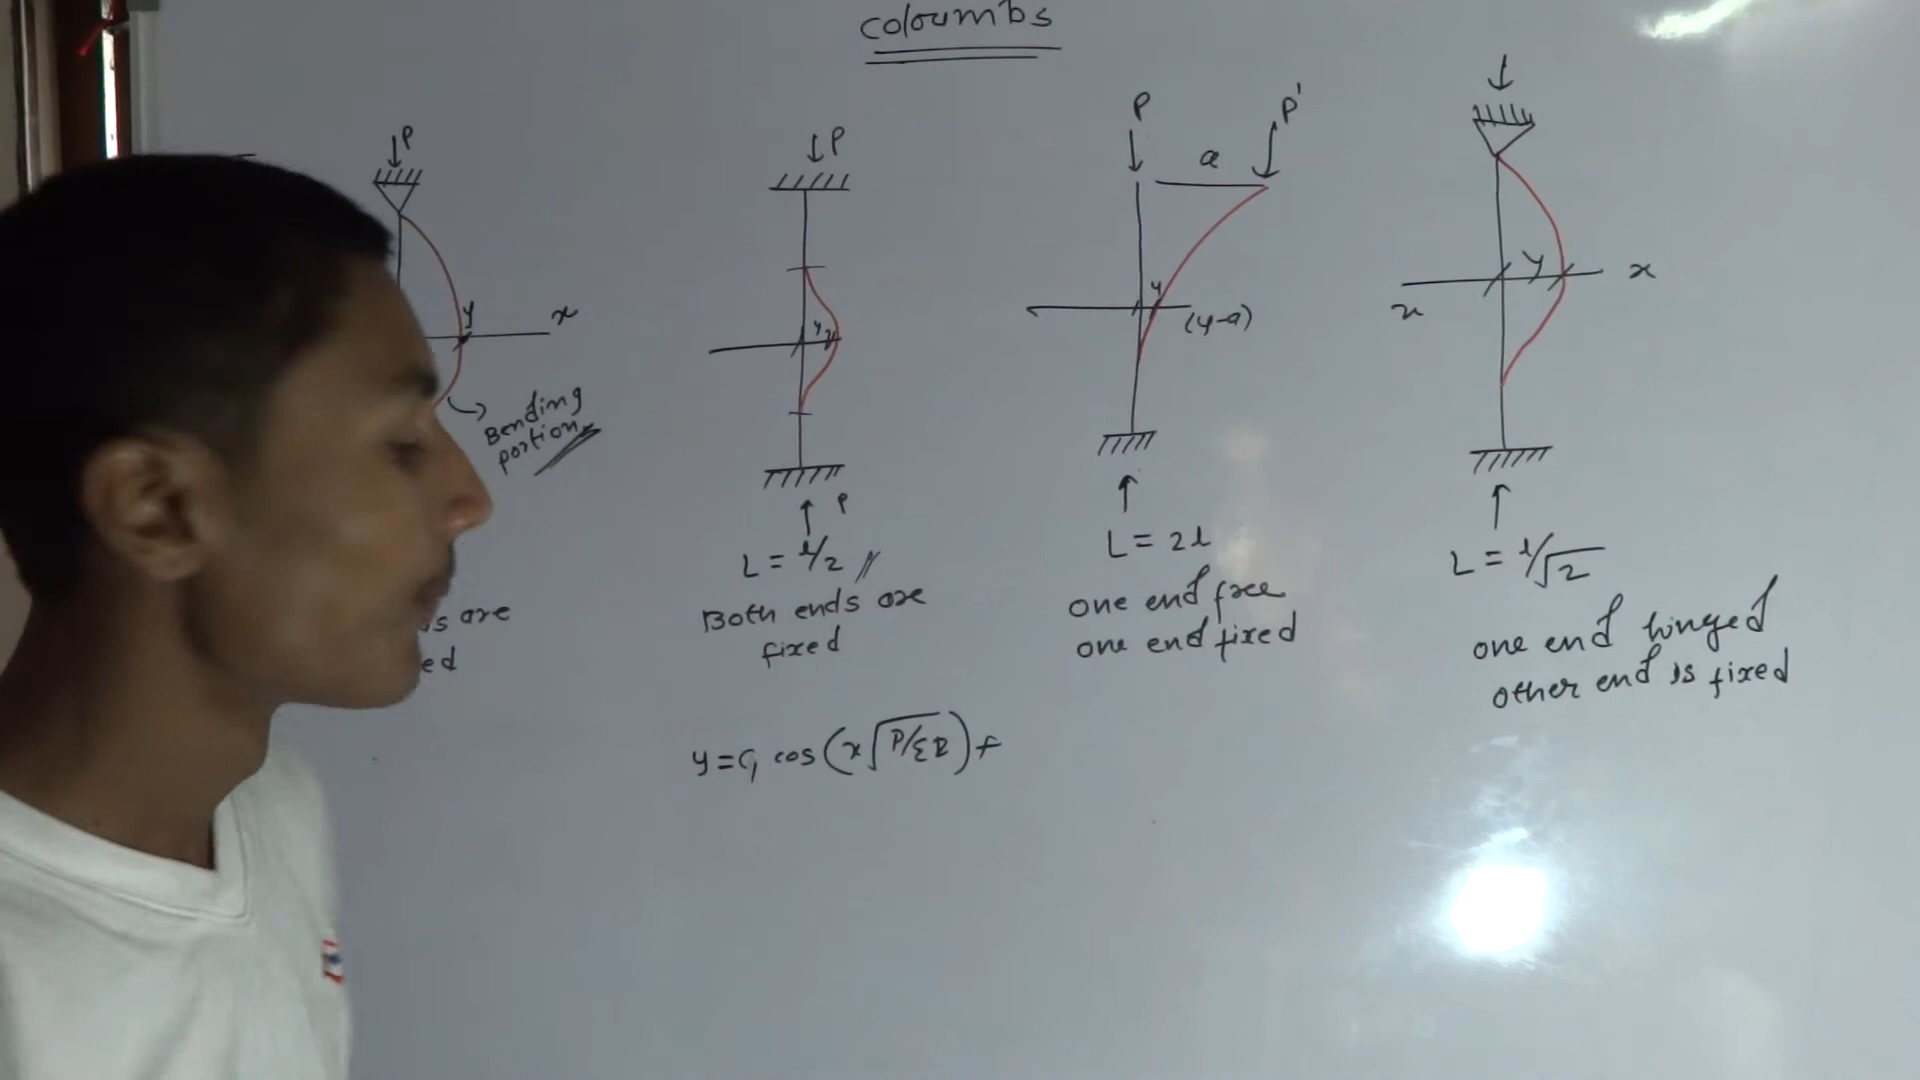 coloumbs
P
y
x
Bending
portion
are
ed
P
y
P
L = l/2 //
Both ends are
fixed
P
a
P'
y
(y-a)
L = 2l
one end free
one end fixed
y
x
x
L = l/√2
one end hinged
other end is fixed
y = C₁ cos (x√P/EI) +